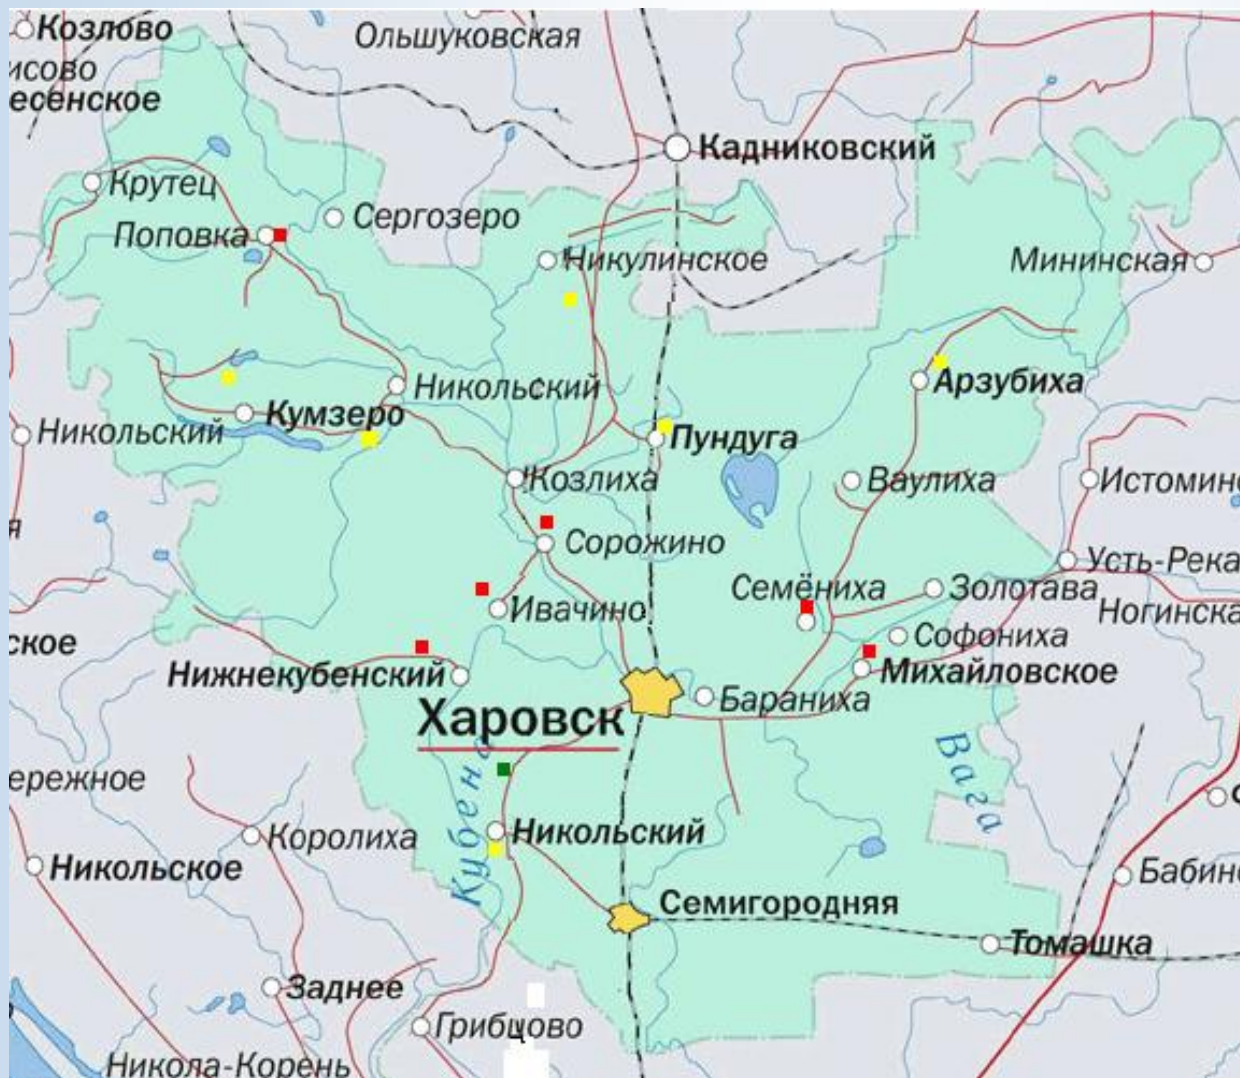 Козлово
Ольшуковская
исово
есенское
Кадниковский
Крутец
Сергозеро
Поповка
Никулинское
Мининская
Никольский
Арзубиха
Кумзеро
Никольский
Пундуга
Козлиха
Ваулиха
Истомин
я
Сорожино
Усть-Река
Семёниха
Золотава
Ивачино
Ногинска
ское
Софониха
Нижнекубенский
Михайловское
Бараниха
Харовск
Кубена
Вага
ережное
Королиха
Никольский
Никольское
Бабин
Семигородняя
Томашка
Заднее
Грибцово
Никола-Корень